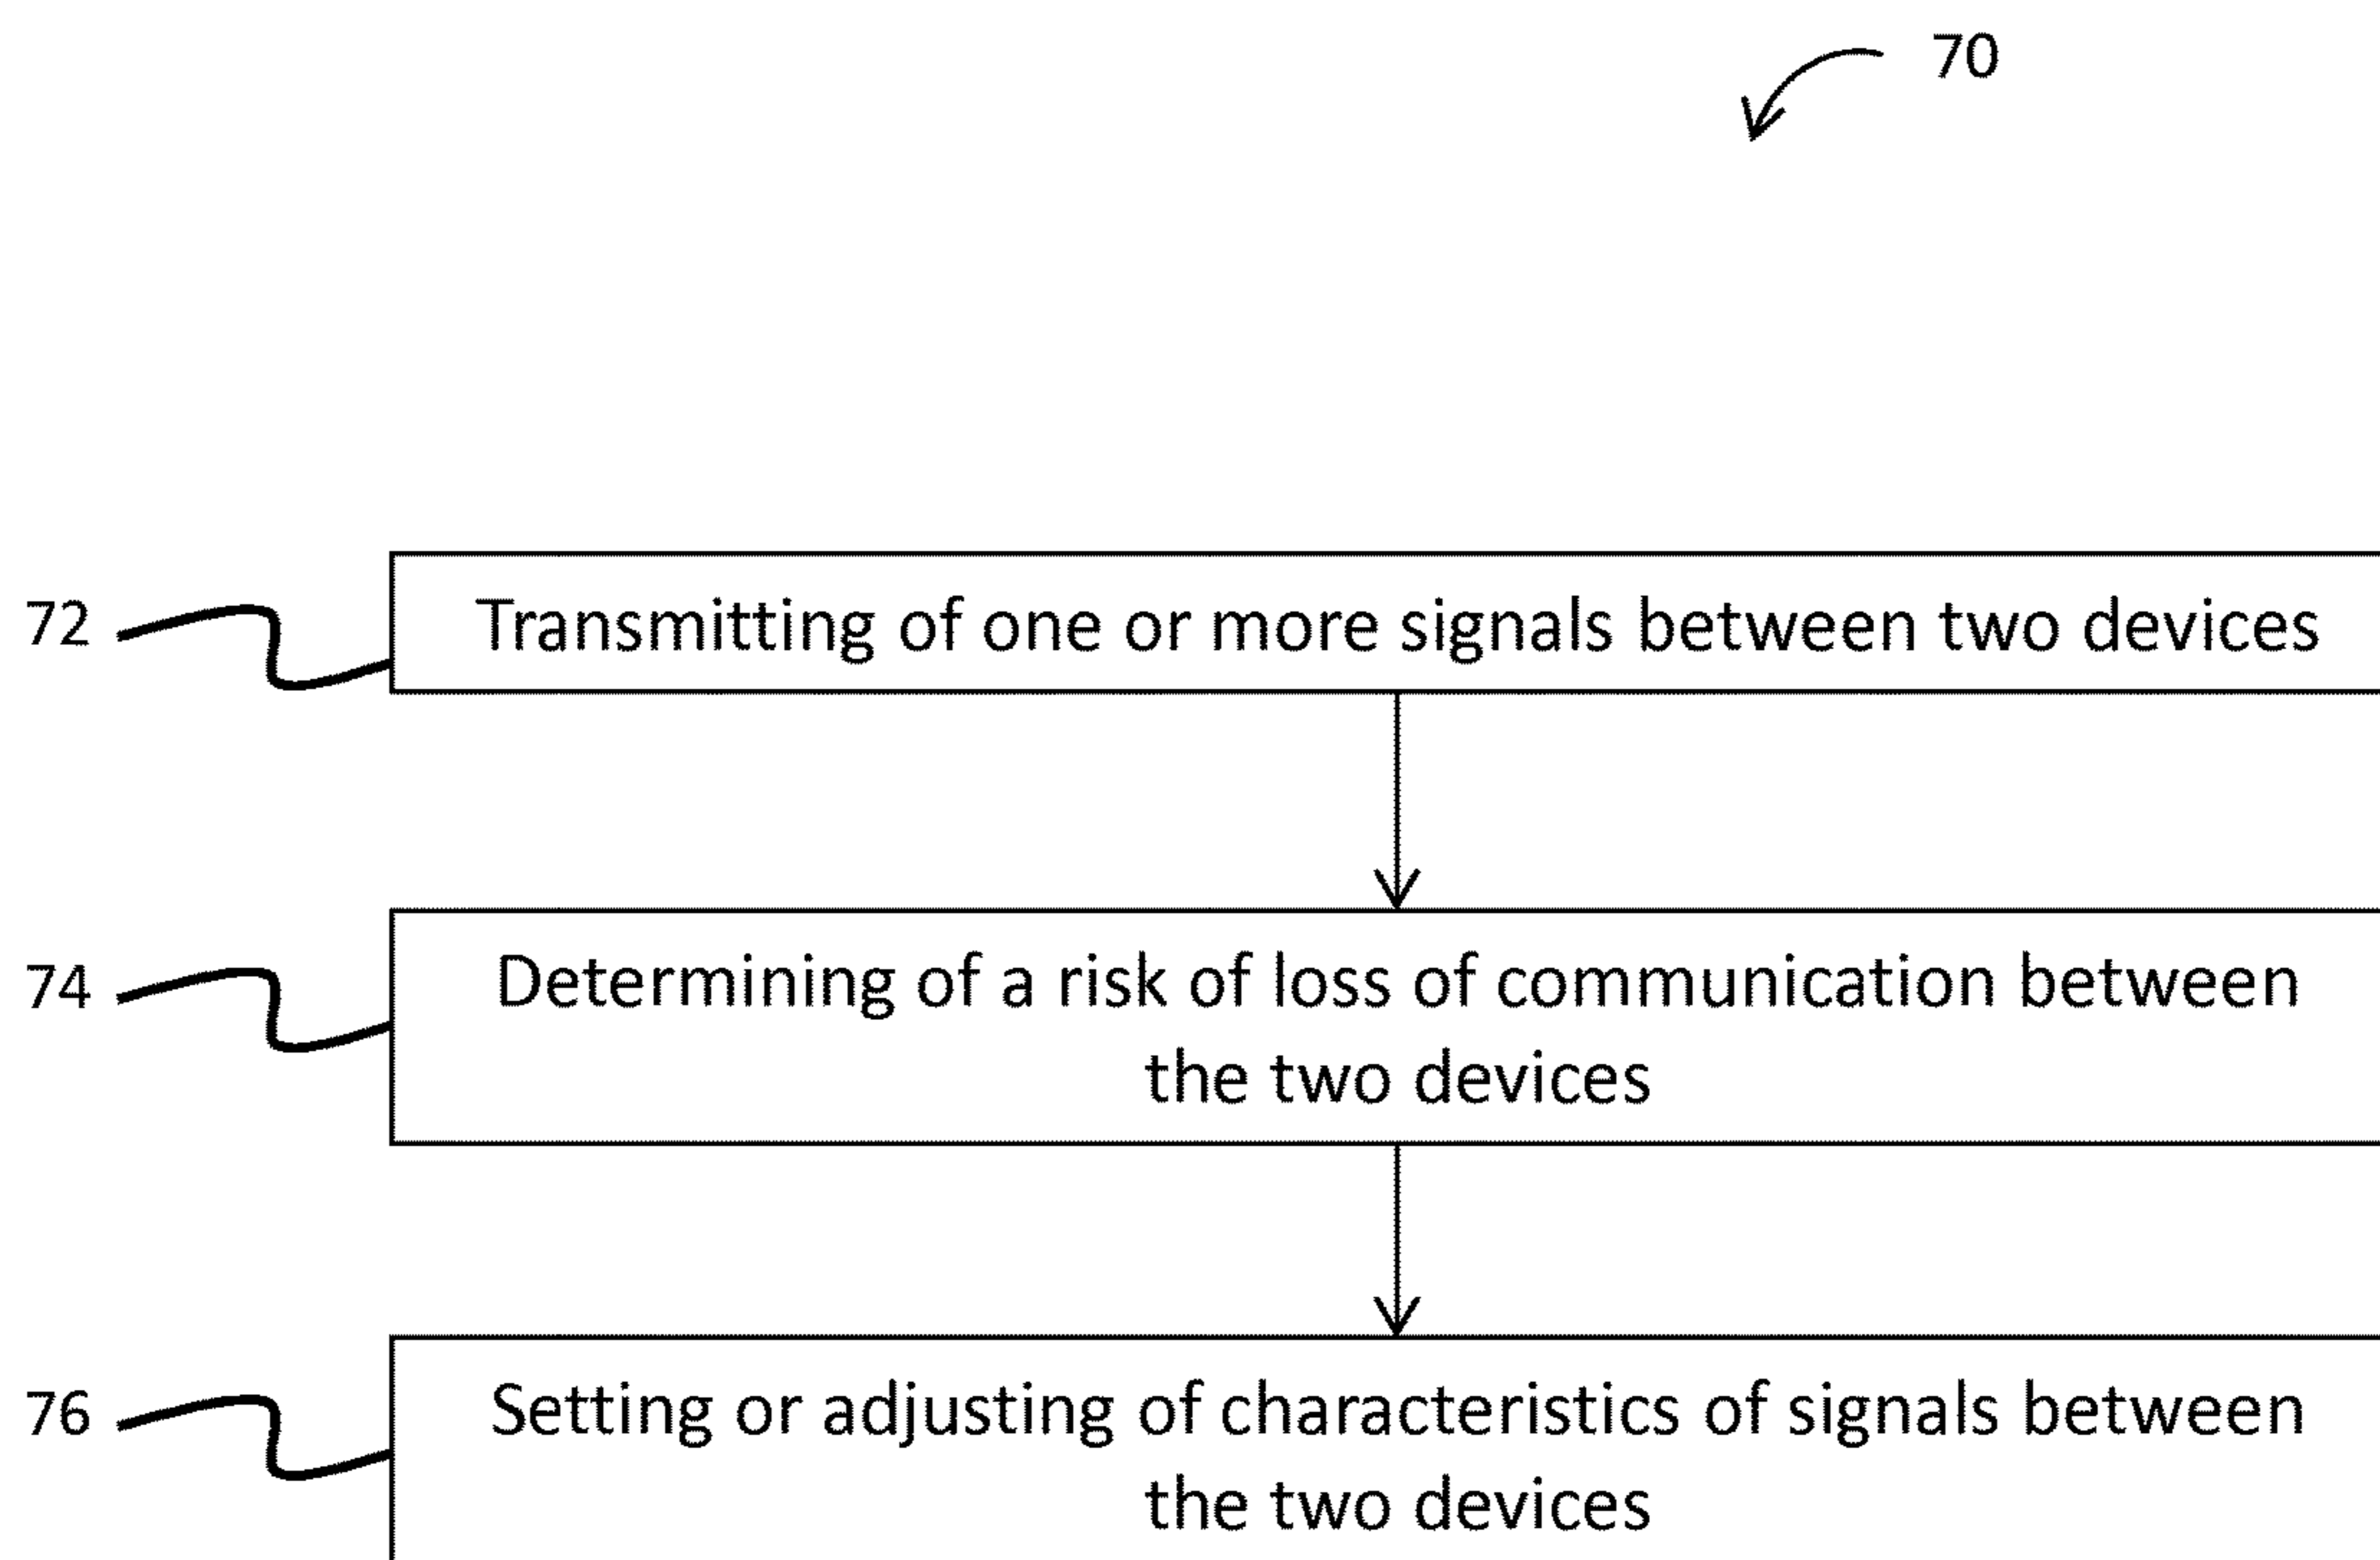 70
72
Transmitting of one or more signals between two devices
74
Determining of a risk of loss of communication between
the two devices
76
Setting or adjusting of characteristics of signals between
the two devices